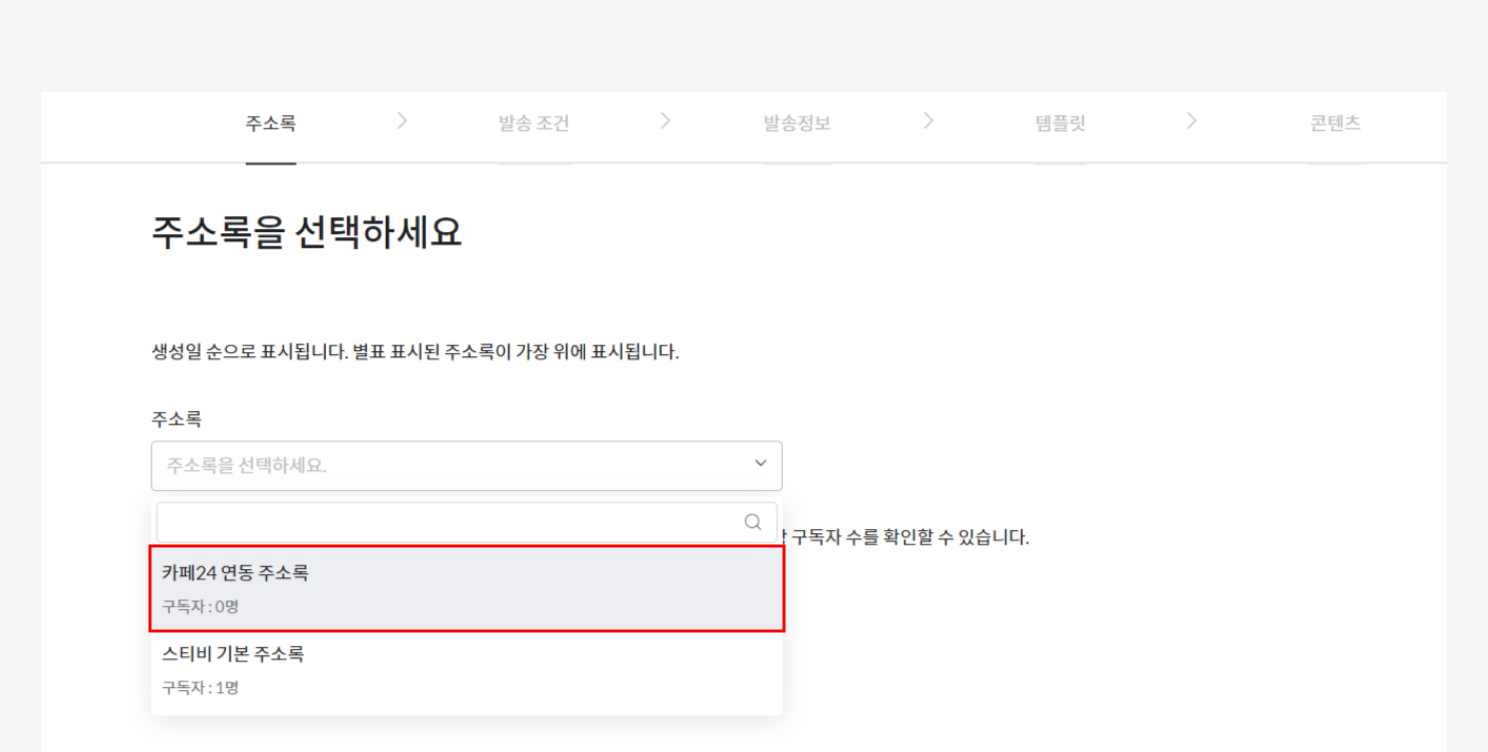 주소록
발송 조건
발송정보
템플릿
콘텐츠
주소록을 선택하세요
생성일 순으로 표시됩니다. 별표 표시된 주소록이 가장 위에 표시됩니다.
주소록
주소록을 선택하세요.
구독자 수를 확인할 수 있습니다.
카페24 연동 주소록
구독자 : 0명
스티비 기본 주소록
구독자 : 1명